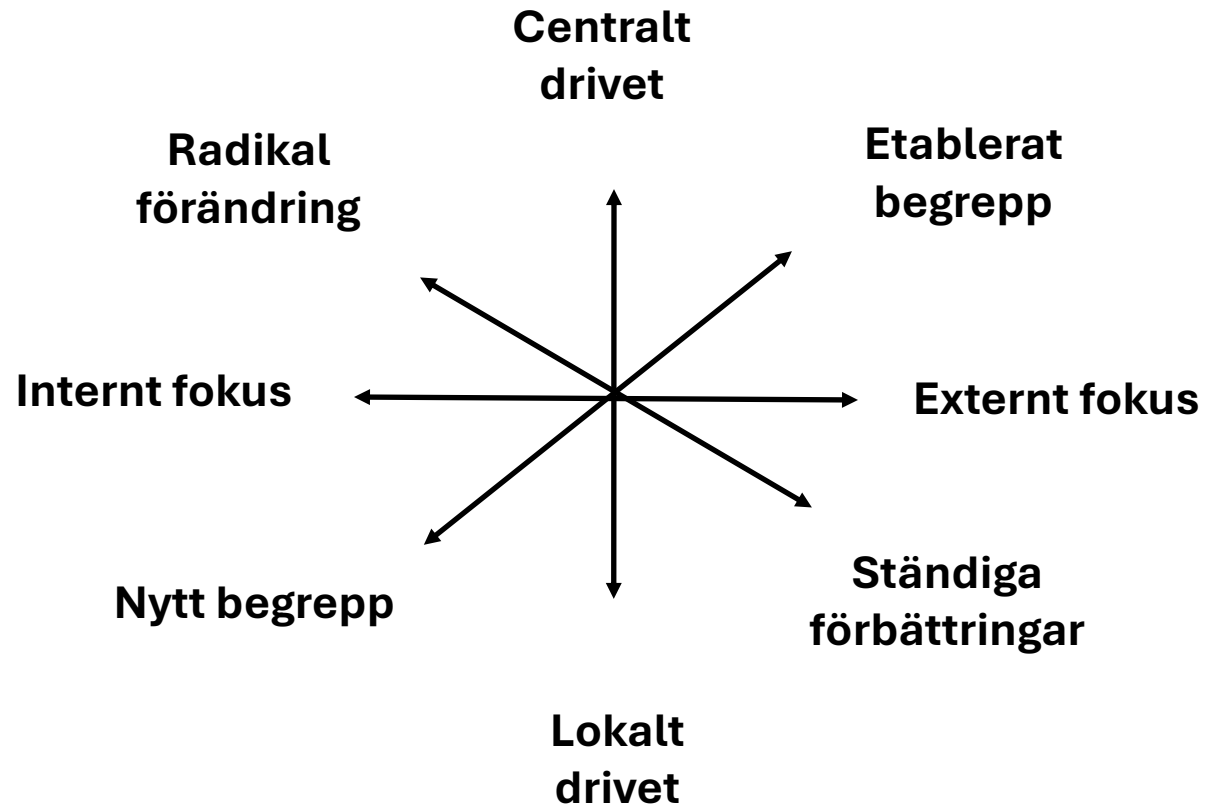 Centralt
drivet
Radikal
förändring
Etablerat
begrepp
Internt fokus
Externt fokus
Nytt begrepp
Ständiga
förbättringar
Lokalt
drivet